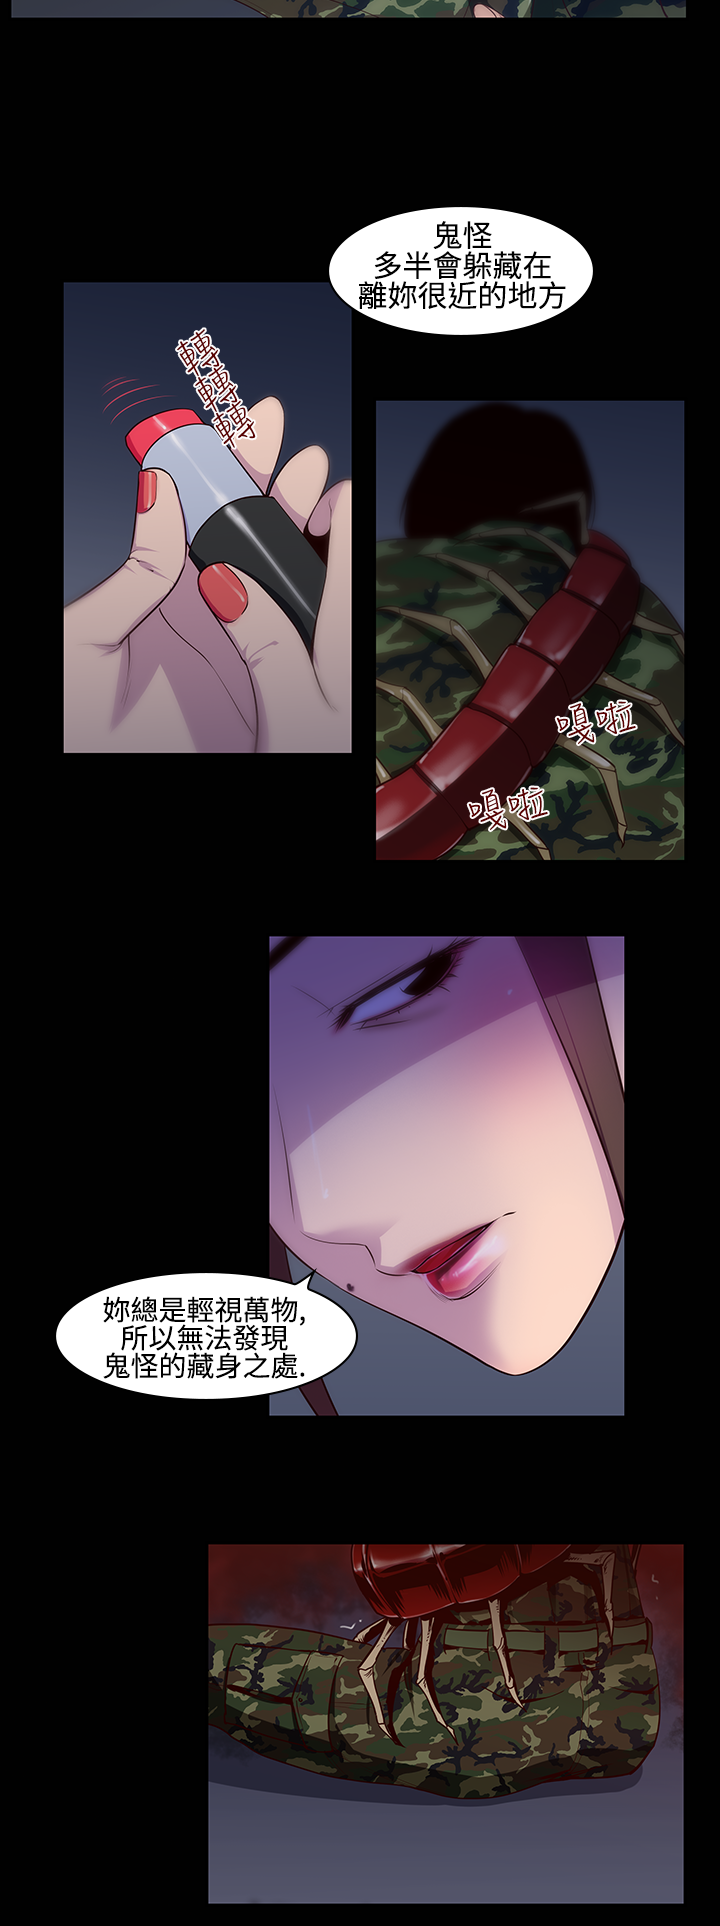 鬼怪
多半會躲藏在
離妳很近的地方
轉
轉
轉
嘎啦
嘎啦
妳總是輕視萬物,
所以無法發現
鬼怪的藏身之處.